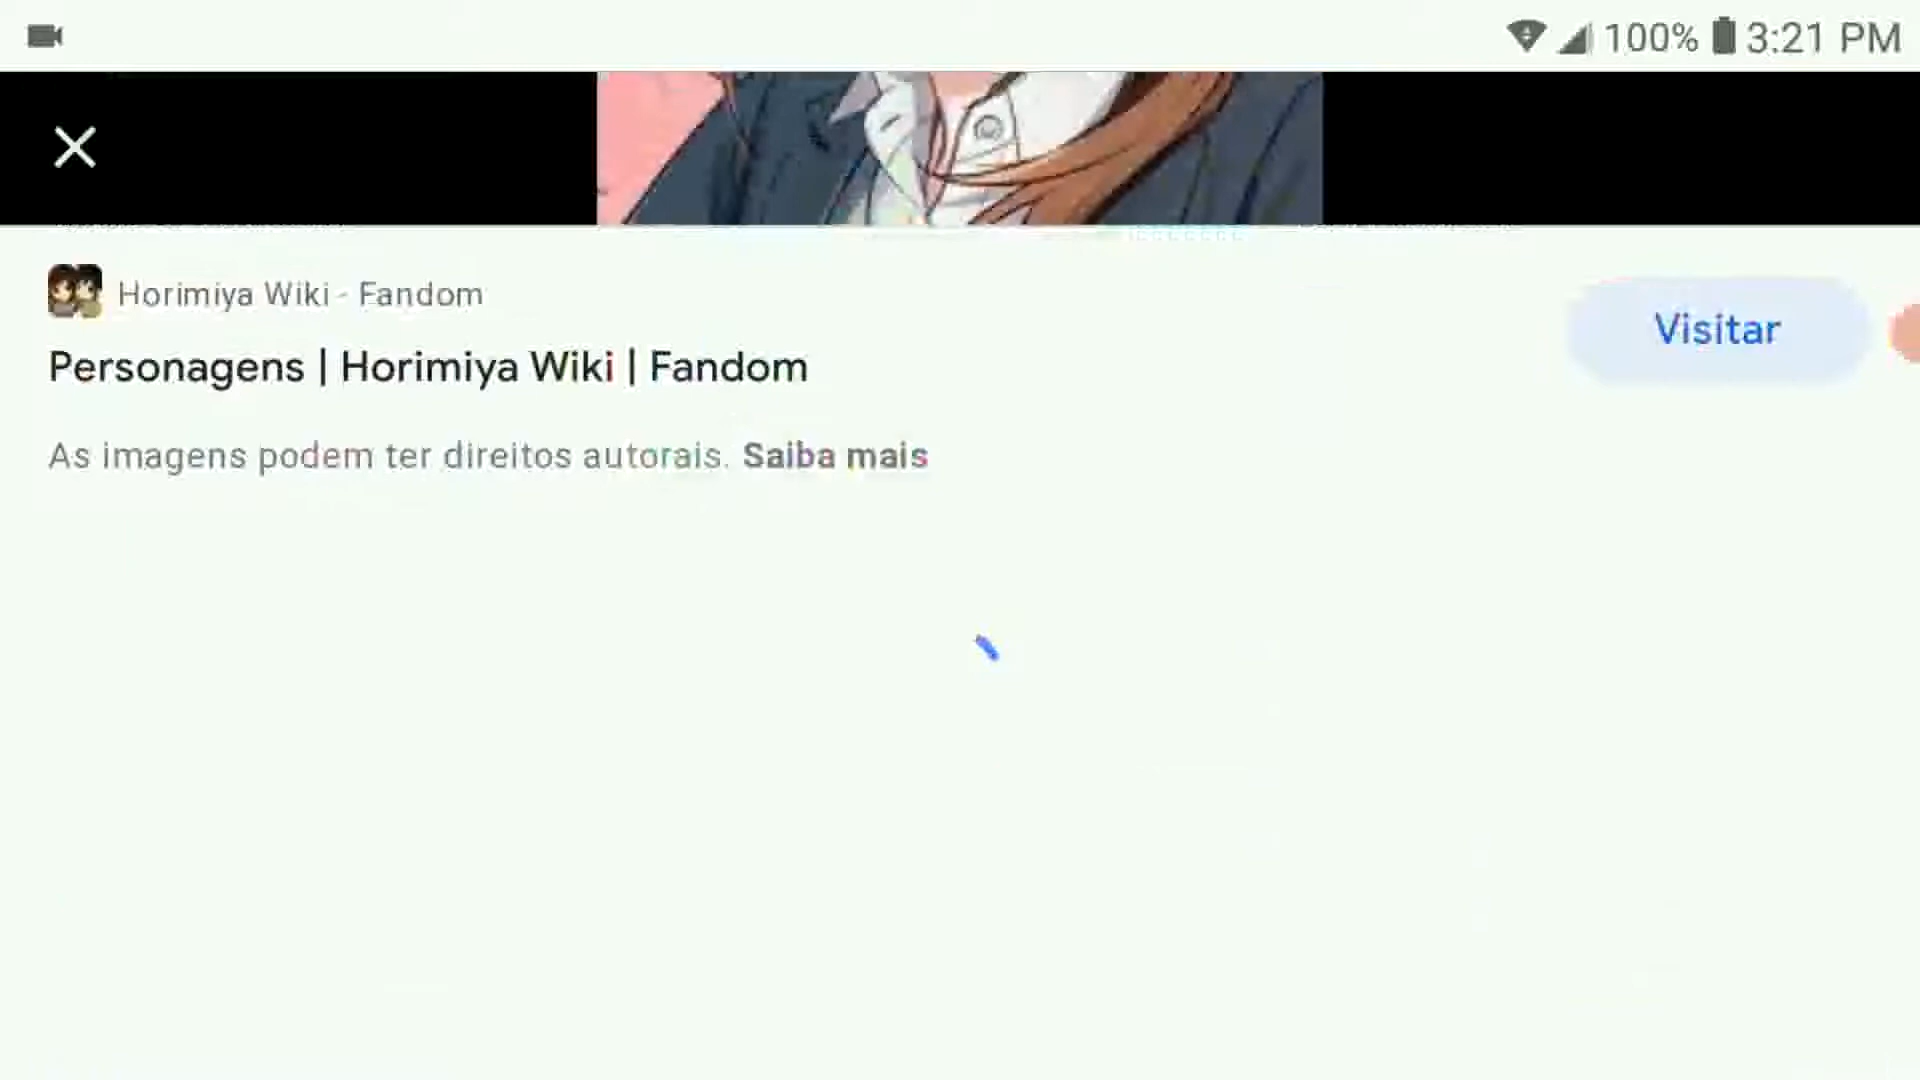 100% 3:21 PM
Horimiya Wiki - Fandom
Visitar
Personagens | Horimiya Wiki | Fandom
As imagens podem ter direitos autorais. Saiba mais